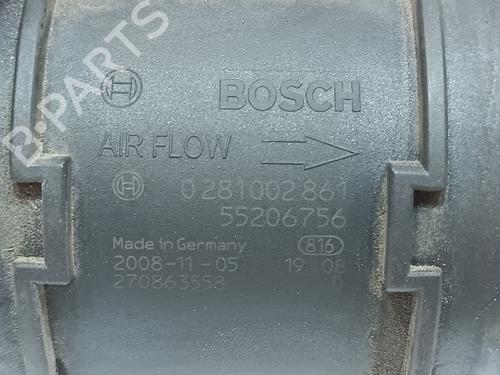 B-PARTS
BOSCH
AIR FLOW
0 281 002 861
55206756
Made in Germany
816
2008-11-05 19:08
270863558 0